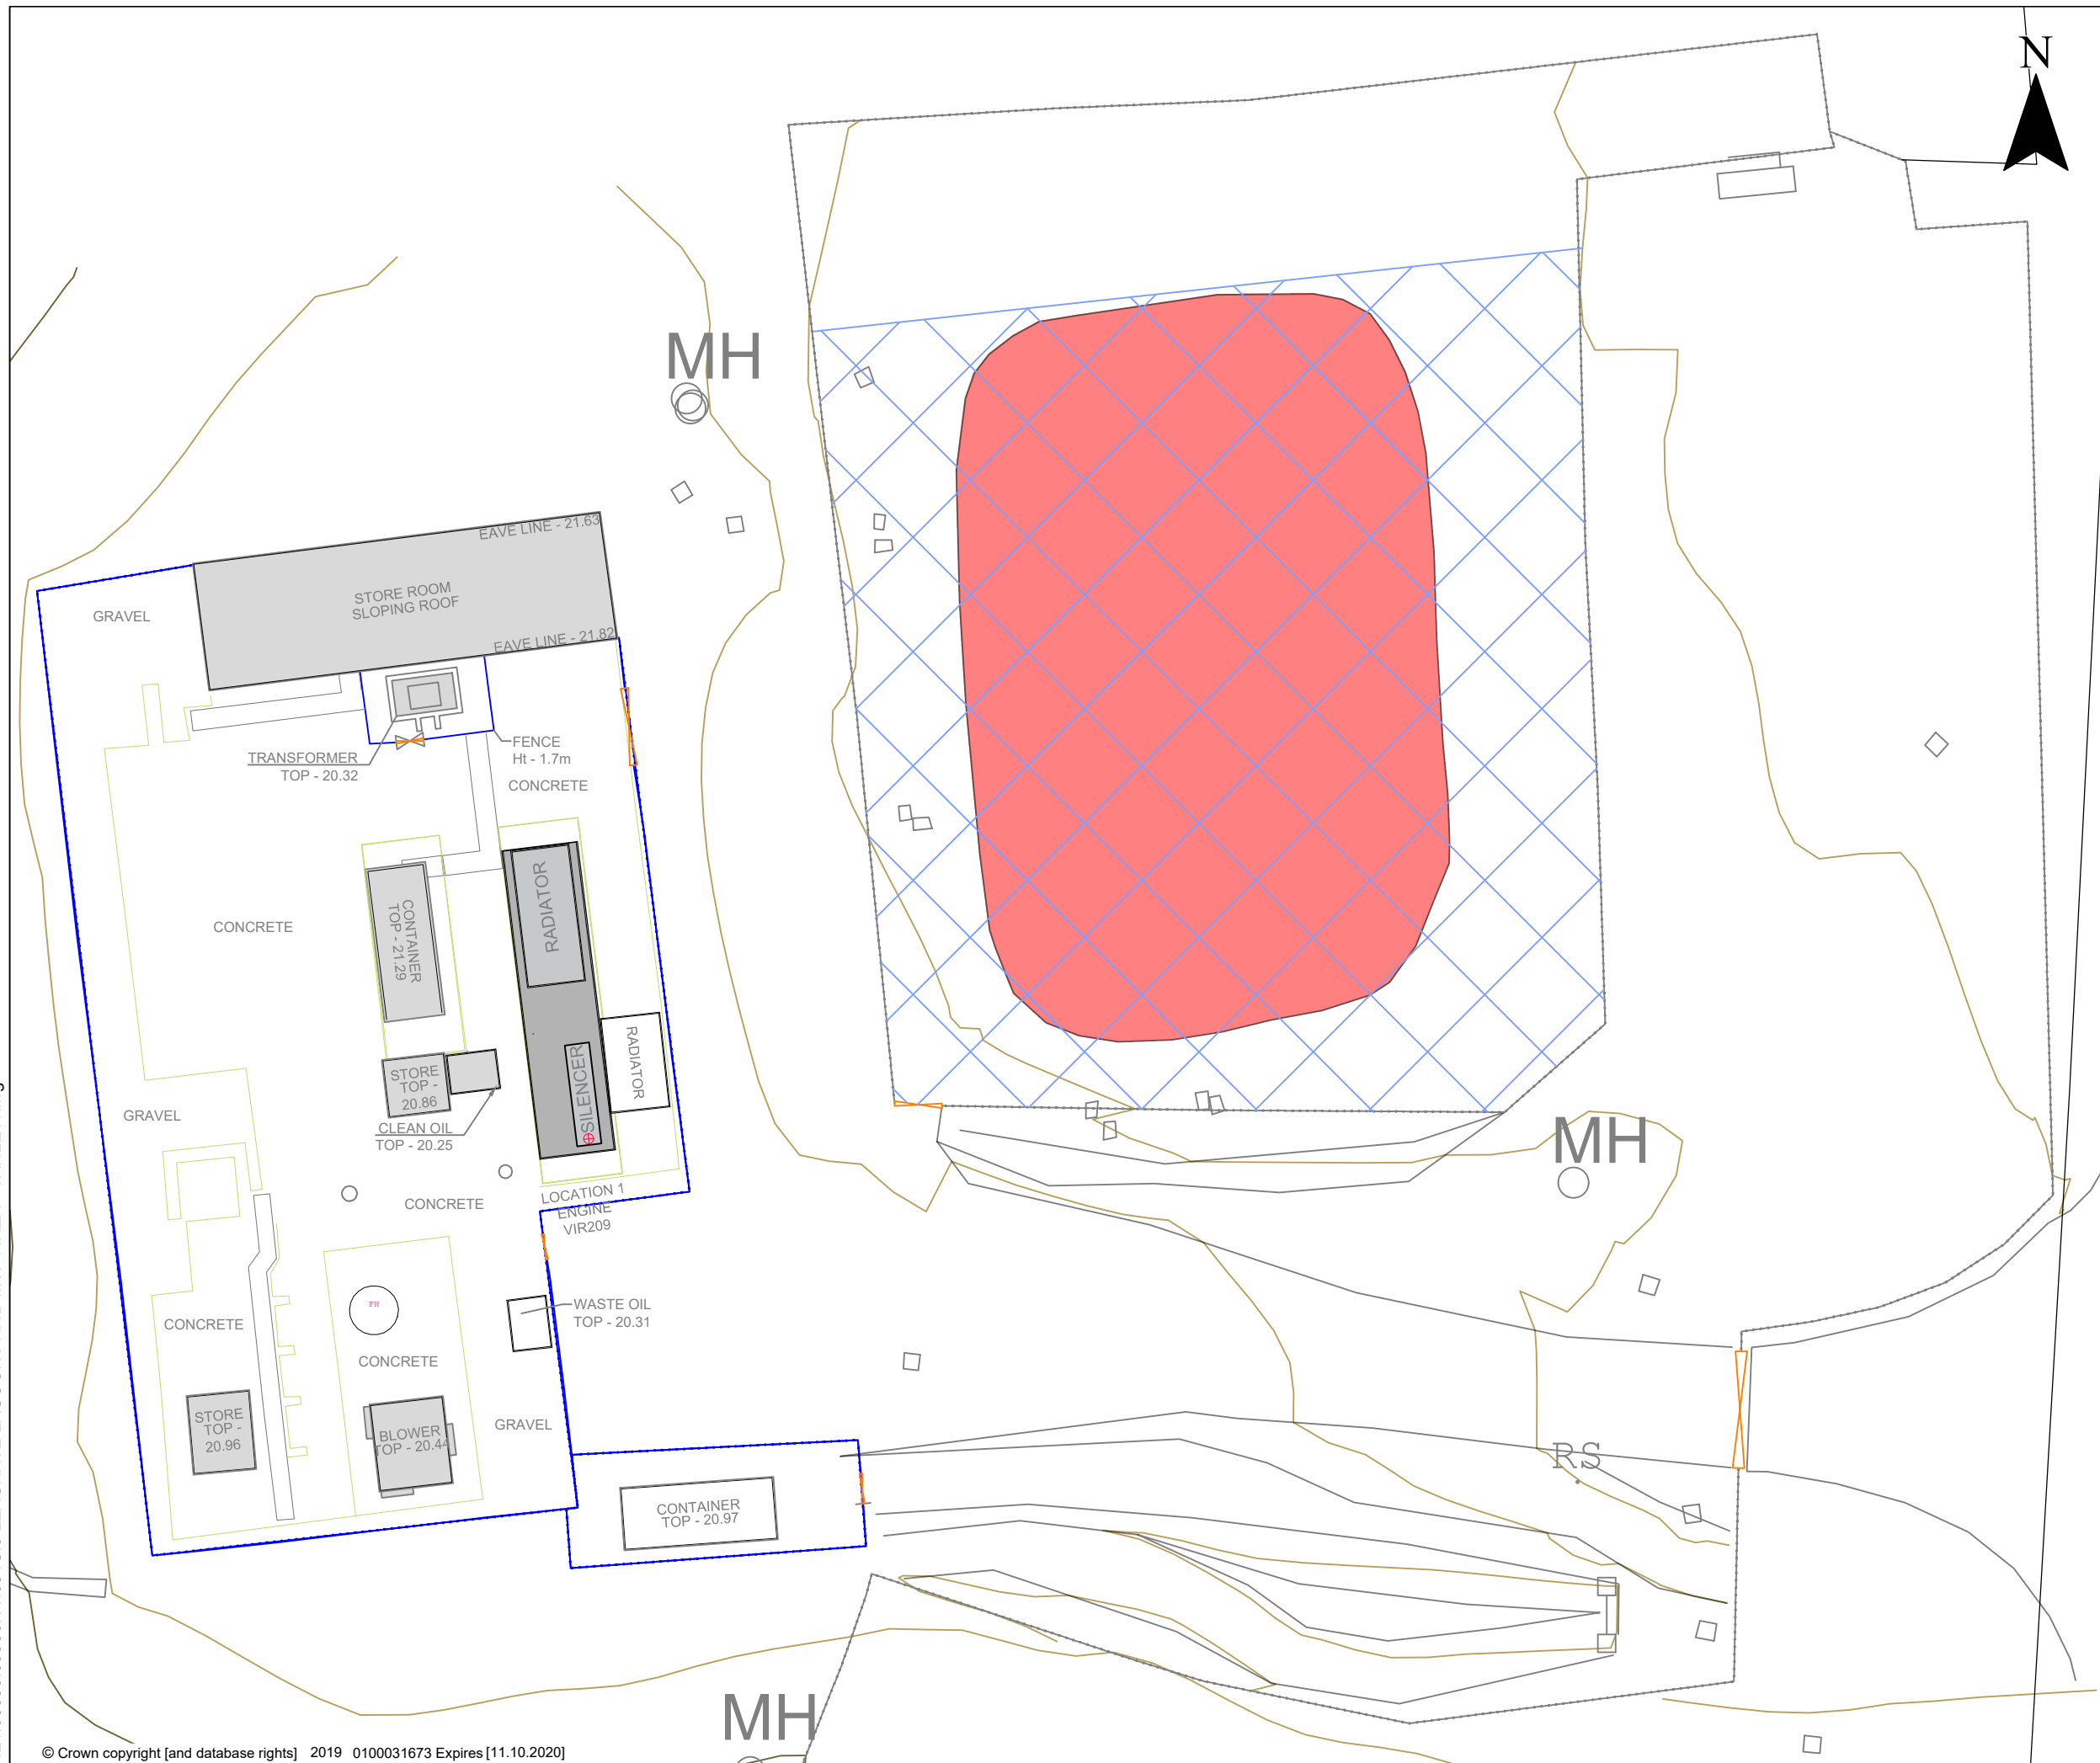 N
MH
EAVE LINE - 21.63
STORE ROOM
SLOPING ROOF
EAVE LINE - 21.82
GRAVEL
TRANSFORMER
TOP - 20.32
FENCE
Ht - 1.7m
CONCRETE
RADIATOR
CONTAINER
TOP - 21.29
CONCRETE
RADIATOR
SILENCER
STORE
TOP -
20.86
CLEAN OIL
TOP - 20.25
GRAVEL
MH
LOCATION 1
ENGINE
VIR209
CONCRETE
FH
WASTE OIL
TOP - 20.31
CONCRETE
CONCRETE
STORE
TOP -
20.96
BLOWER
TOP - 20.44
GRAVEL
RS
CONTAINER
TOP - 20.97
MH
© Crown copyright [and database rights] 2019 0100031673 Expires [11.10.2020]